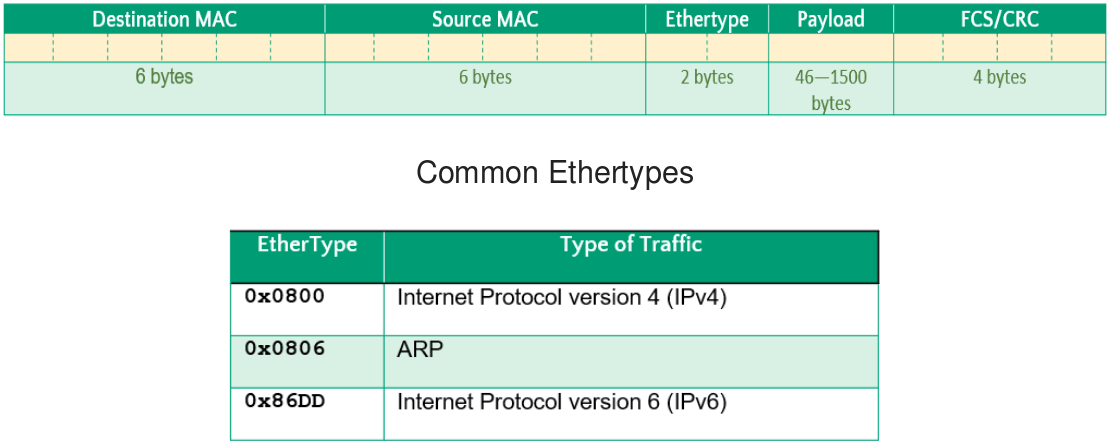 Destination MAC Source MAC Ethertype Payload FCS/CRC
6 bytes 6 bytes 2 bytes 46—1500 bytes 4 bytes
Common Ethertypes
EtherType Type of Traffic
0x0800 Internet Protocol version 4 (IPv4)
0x0806 ARP
0x86DD Internet Protocol version 6 (IPv6)